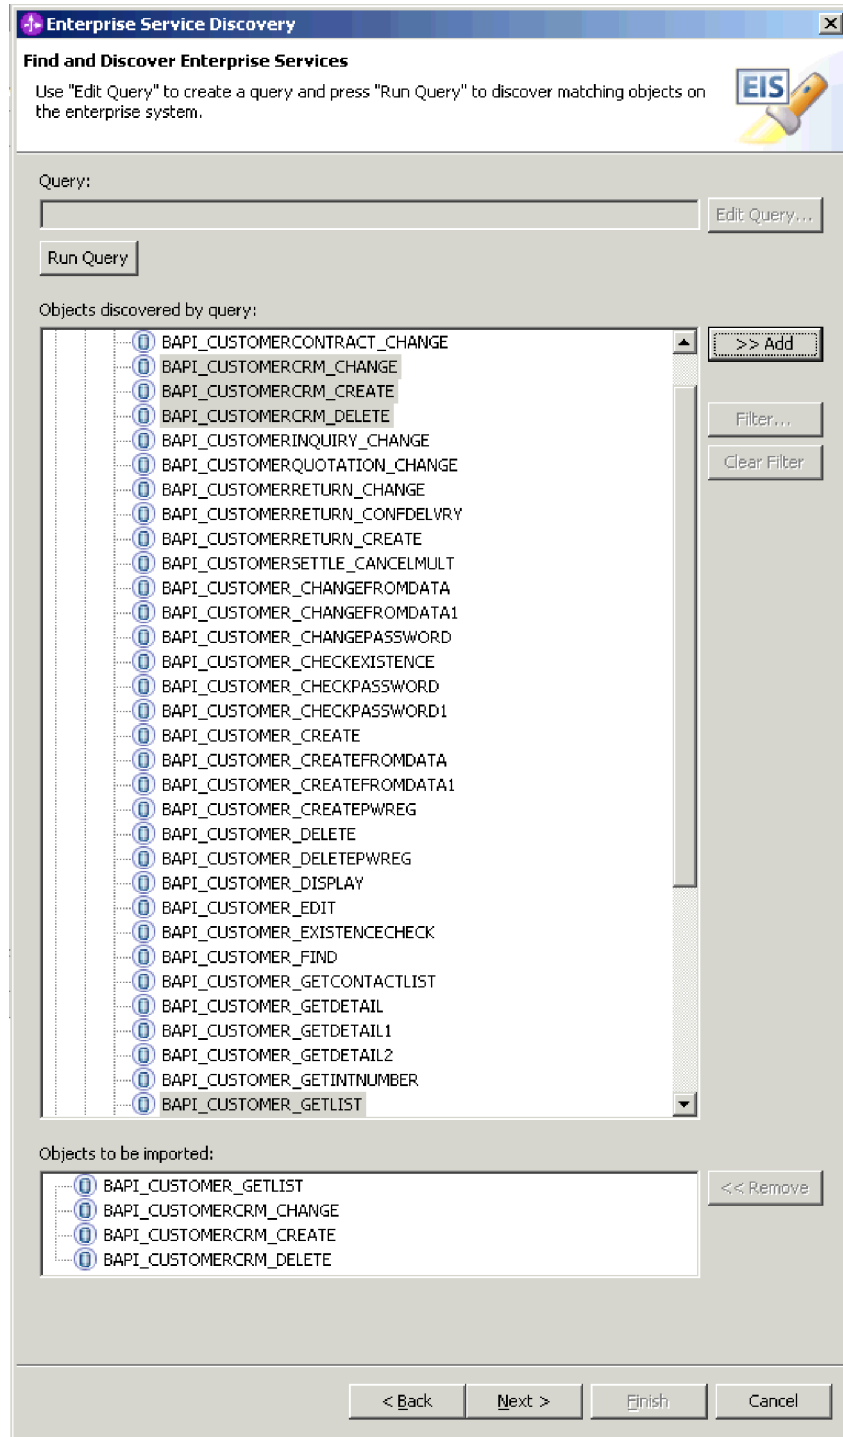 Enterprise Service Discovery
Find and Discover Enterprise Services
Use "Edit Query" to create a query and press "Run Query" to discover matching objects on
the enterprise system.
EIS
Query:
Edit Query...
Run Query
Objects discovered by query:
BAPI_CUSTOMERCONTRACT_CHANGE
>> Add
BAPI_CUSTOMERCRM_CHANGE
BAPI_CUSTOMERCRM_CREATE
BAPI_CUSTOMERCRM_DELETE
Filter...
BAPI_CUSTOMERINQUIRY_CHANGE
BAPI_CUSTOMERQUOTATION_CHANGE
Clear Filter
BAPI_CUSTOMERRETURN_CHANGE
BAPI_CUSTOMERRETURN_CONFDELVRY
BAPI_CUSTOMERRETURN_CREATE
BAPI_CUSTOMERSETTLE_CANCELMULT
BAPI_CUSTOMER_CHANGEFROMDATA
BAPI_CUSTOMER_CHANGEFROMDATA1
BAPI_CUSTOMER_CHANGEPASSWORD
BAPI_CUSTOMER_CHECKEXISTENCE
BAPI_CUSTOMER_CHECKPASSWORD
BAPI_CUSTOMER_CHECKPASSWORD1
BAPI_CUSTOMER_CREATE
BAPI_CUSTOMER_CREATEFROMDATA
BAPI_CUSTOMER_CREATEFROMDATA1
BAPI_CUSTOMER_CREATEPWREG
BAPI_CUSTOMER_DELETE
BAPI_CUSTOMER_DELETEPWREG
BAPI_CUSTOMER_DISPLAY
BAPI_CUSTOMER_EDIT
BAPI_CUSTOMER_EXISTENCECHECK
BAPI_CUSTOMER_FIND
BAPI_CUSTOMER_GETCONTACTLIST
BAPI_CUSTOMER_GETDETAIL
BAPI_CUSTOMER_GETDETAIL1
BAPI_CUSTOMER_GETDETAIL2
BAPI_CUSTOMER_GETINTNUMBER
BAPI_CUSTOMER_GETLIST
Objects to be imported:
BAPI_CUSTOMER_GETLIST
<< Remove
BAPI_CUSTOMERCRM_CHANGE
BAPI_CUSTOMERCRM_CREATE
BAPI_CUSTOMERCRM_DELETE
< Back
Next >
Finish
Cancel